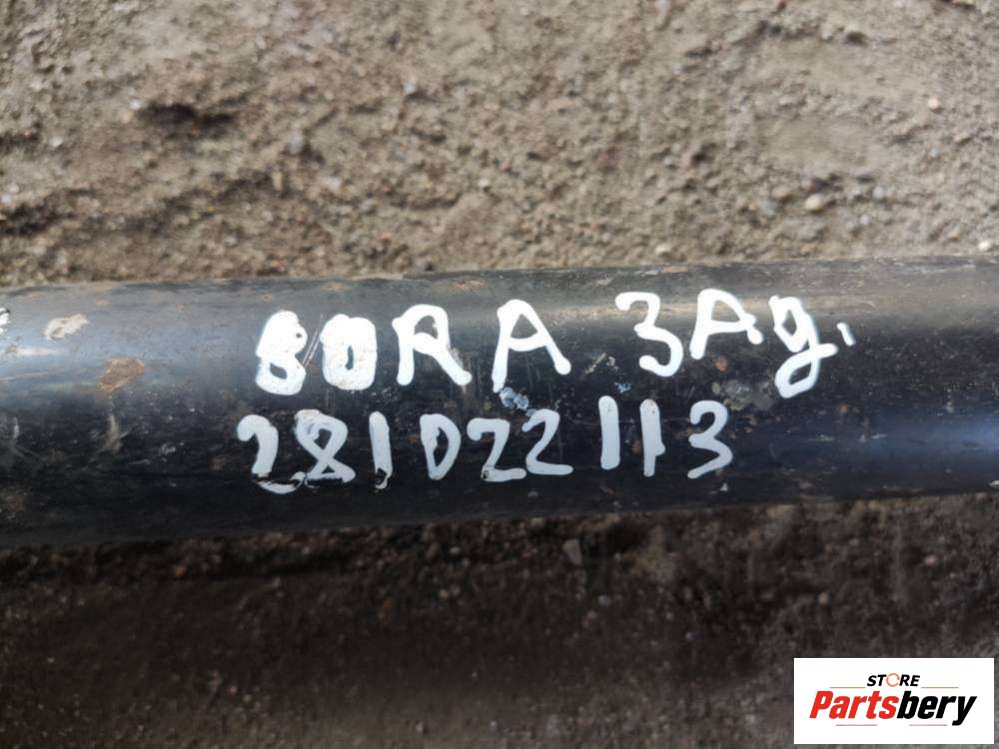 BORA 3Ag.
281022113
STORE
Partsbery